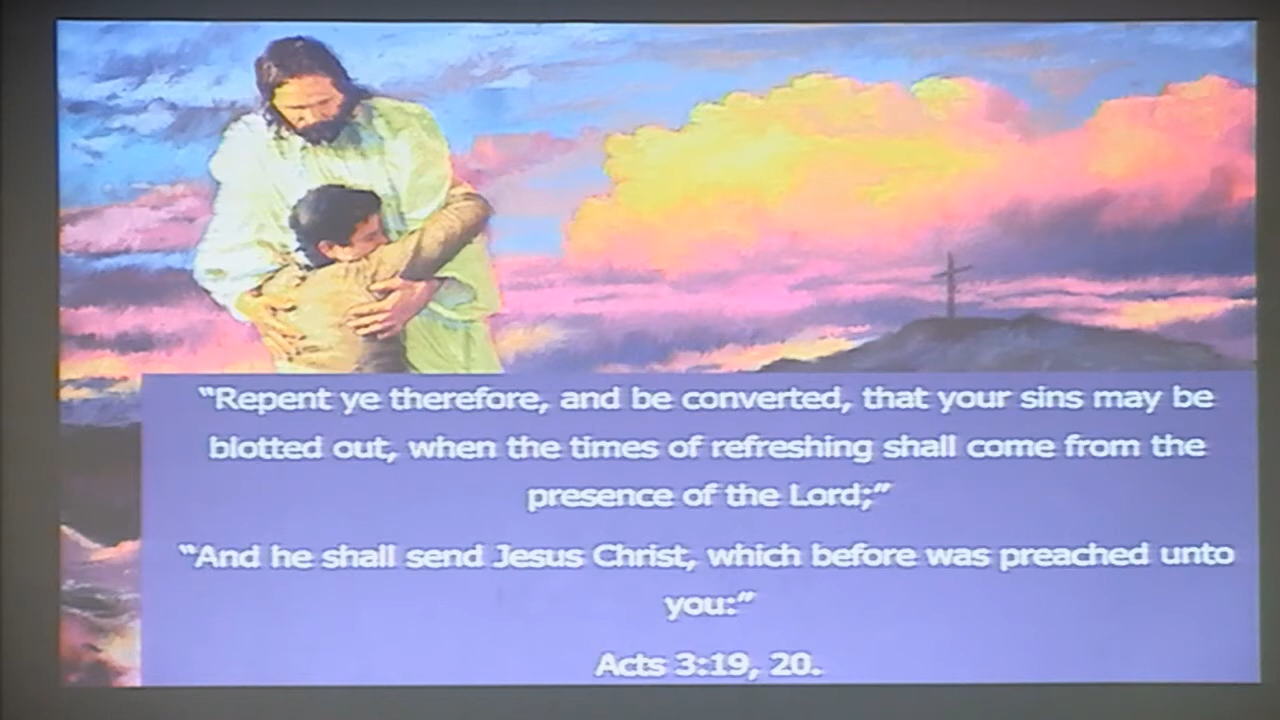 “Repent ye therefore, and be converted, that your sins may be
blotted out, when the times of refreshing shall come from the
presence of the Lord;”
“And he shall send Jesus Christ, which before was preached unto
you:”
Acts 3:19, 20.